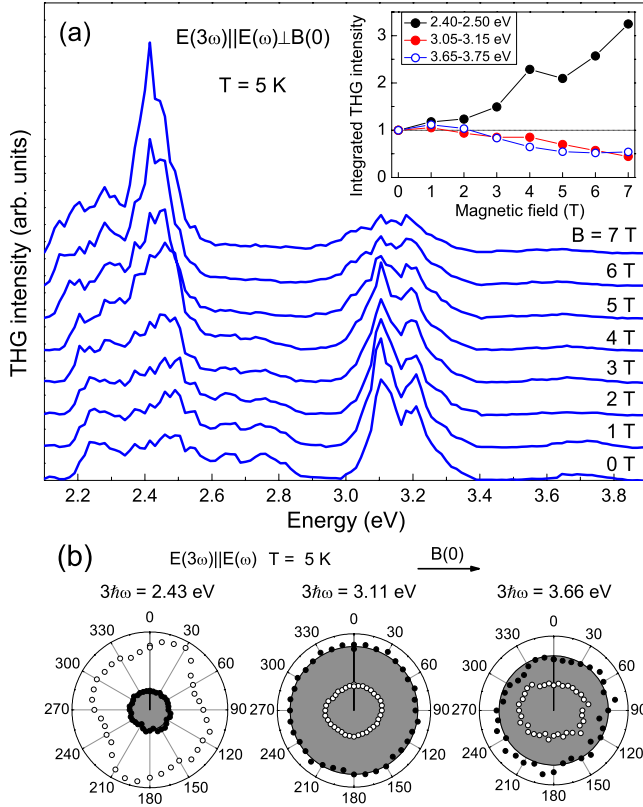 (a)
E(3ω)||E(ω)⊥B(0)
T = 5 K
2.40-2.50 eV
3.05-3.15 eV
3.65-3.75 eV
Integrated THG intensity
3
2
1
0
0 1 2 3 4 5 6 7
Magnetic field (T)
THG intensity (arb. units)
B = 7 T
6 T
5 T
4 T
3 T
2 T
1 T
0 T
2.2 2.4 2.6 2.8 3.0 3.2 3.4 3.6 3.8
Energy (eV)
(b)
E(3ω)||E(ω) T = 5 K
B(0)
3ħω = 2.43 eV
3ħω = 3.11 eV
3ħω = 3.66 eV
0 30 60 90 120 150 180 210 240 270 300 330
0 30 60 90 120 150 180 210 240 270 300 330
0 30 60 90 120 150 180 210 240 270 300 330